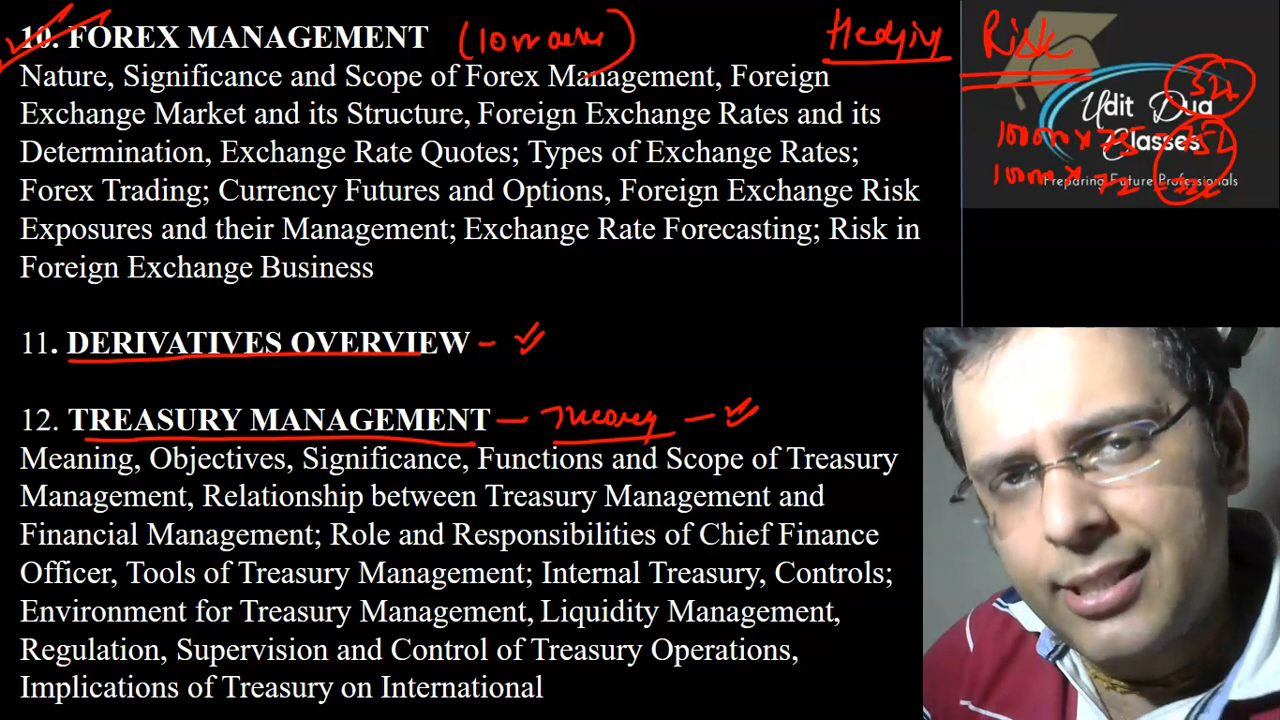 10. FOREX MANAGEMENT (10 marks)
Hedging Risk
Nature, Significance and Scope of Forex Management, Foreign
Exchange Market and its Structure, Foreign Exchange Rates and its
Determination, Exchange Rate Quotes; Types of Exchange Rates;
Forex Trading; Currency Futures and Options, Foreign Exchange Risk
Exposures and their Management; Exchange Rate Forecasting; Risk in
Foreign Exchange Business
Udit Dua
Classes
Preparing Future Professionals
11. DERIVATIVES OVERVIEW -
12. TREASURY MANAGEMENT - Theory -
Meaning, Objectives, Significance, Functions and Scope of Treasury
Management, Relationship between Treasury Management and
Financial Management; Role and Responsibilities of Chief Finance
Officer, Tools of Treasury Management; Internal Treasury, Controls;
Environment for Treasury Management, Liquidity Management,
Regulation, Supervision and Control of Treasury Operations,
Implications of Treasury on International